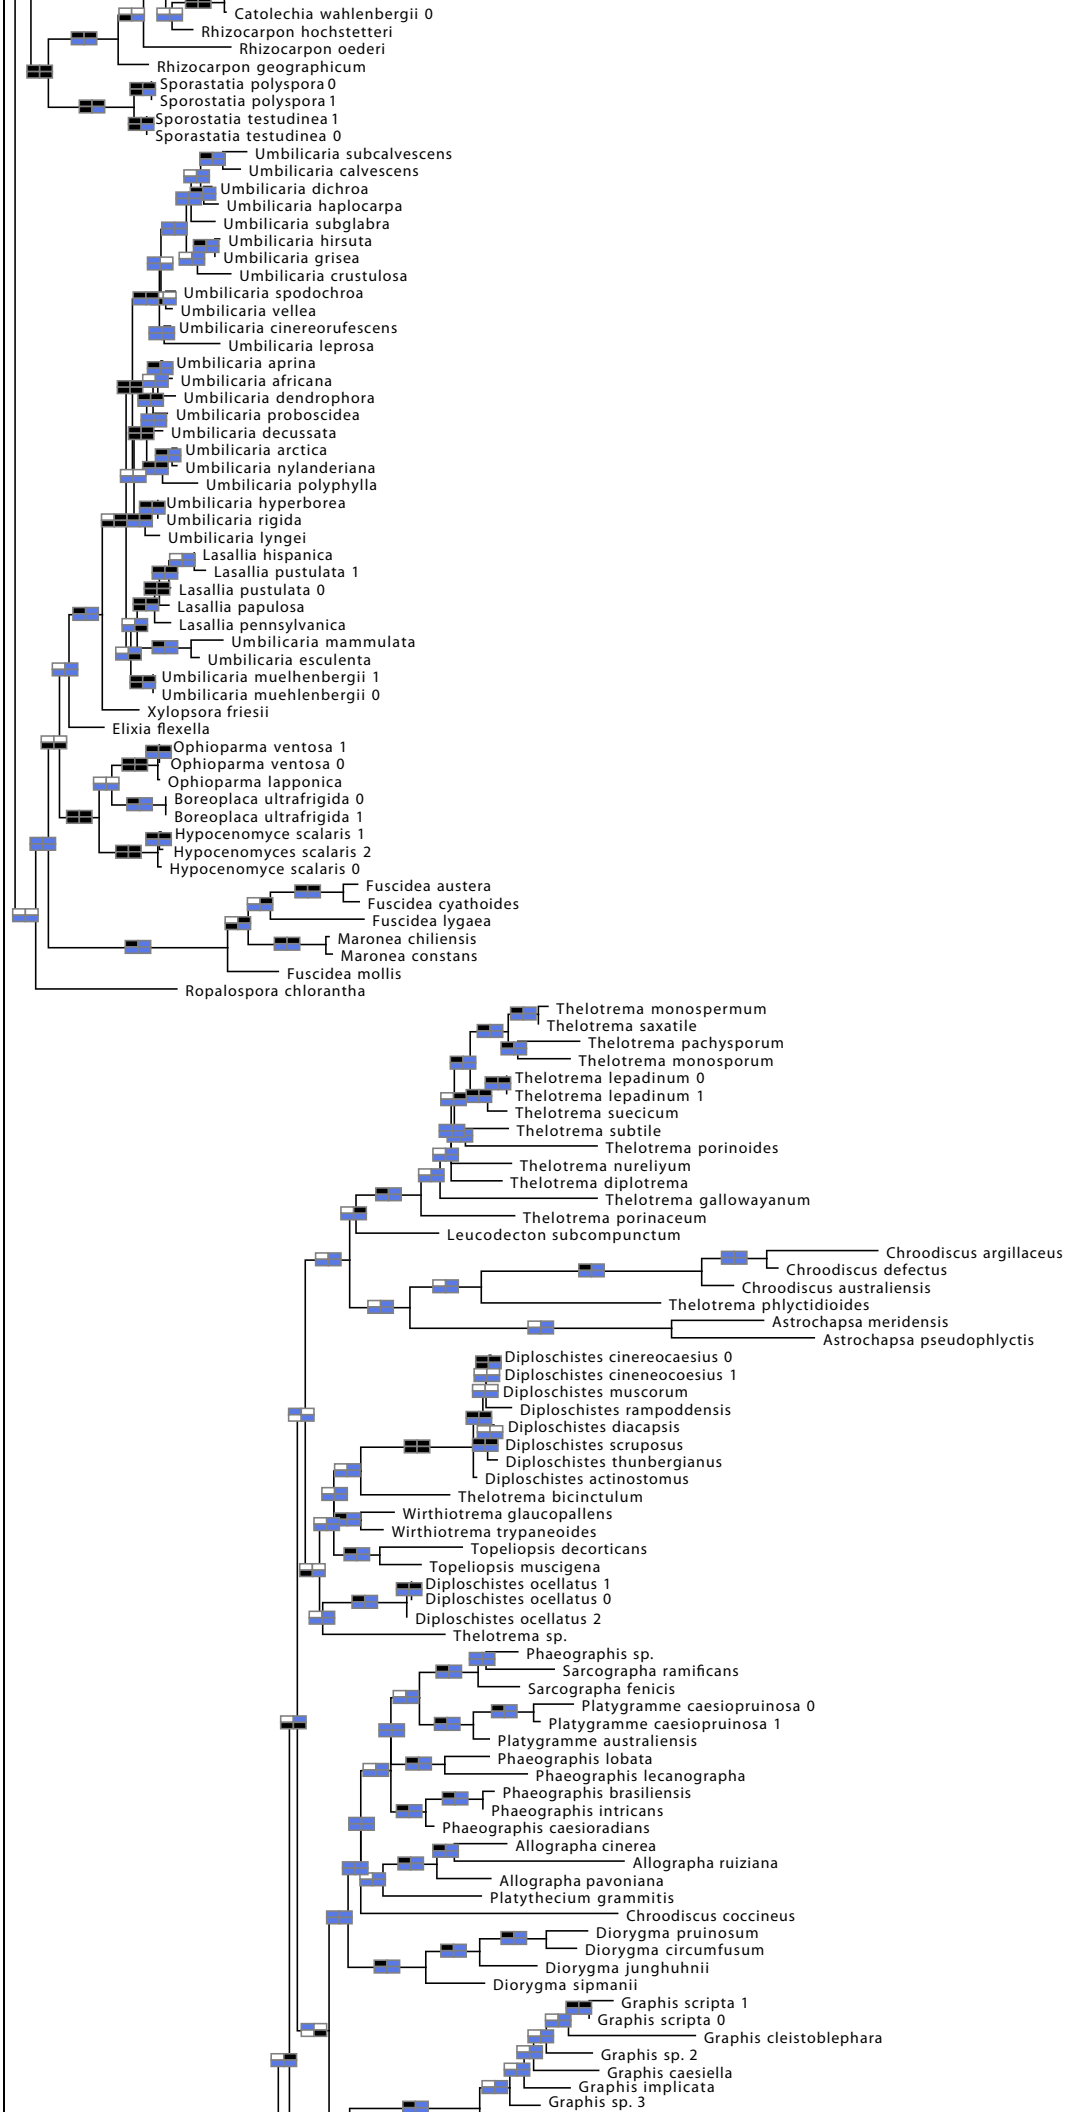 Catolechia wahlenbergii 0
Rhizocarpon hochstetteri
Rhizocarpon oederi
Rhizocarpon geographicum
Sporastatia polyspora 0
Sporostatia polyspora 1
Sporostatia testudinea 1
Sporastatia testudinea 0
Umbilicaria subcalvescens
Umbilicaria calvescens
Umbilicaria dichroa
Umbilicaria haplocarpa
Umbilicaria subglabra
Umbilicaria hirsuta
Umbilicaria grisea
Umbilicaria crustulosa
Umbilicaria spodochroa
Umbilicaria vellea
Umbilicaria cinereorufescens
Umbilicaria leprosa
Umbilicaria aprina
Umbilicaria africana
Umbilicaria dendrophora
Umbilicaria proboscidea
Umbilicaria decussata
Umbilicaria arctica
Umbilicaria nylanderiana
Umbilicaria polyphylla
Umbilicaria hyperborea
Umbilicaria rigida
Umbilicaria lyngei
Lasallia hispanica
Lasallia pustulata 1
Lasallia pustulata 0
Lasallia papulosa
Lasallia pennsylvanica
Umbilicaria mammulata
Umbilicaria esculenta
Umbilicaria muelhenbergii 1
Umbilicaria muehlenbergii 0
Xylopsora friesii
Elixia flexella
Ophioparma ventosa 1
Ophioparma ventosa 0
Ophioparma lapponica
Boreoplaca ultrafrigida 0
Boreoplaca ultrafrigida 1
Hypocenomyce scalaris 1
Hypocenomyces scalaris 2
Hypocenomyce scalaris 0
Fuscidea austera
Fuscidea cyathoides
Fuscidea lygaea
Maronea chiliensis
Maronea constans
Fuscidea mollis
Ropalospora chlorantha
Thelotrema monospermum
Thelotrema saxatile
Thelotrema pachysporum
Thelotrema monosporum
Thelotrema lepadinum 0
Thelotrema lepadinum 1
Thelotrema suecicum
Thelotrema subtile
Thelotrema porinoides
Thelotrema nureliyum
Thelotrema diplotrema
Thelotrema gallowayanum
Thelotrema porinaceum
Leucodecton subcompunctum
Chroodiscus argillaceus
Chroodiscus defectus
Chroodiscus australiensis
Thelotrema phlyctidioides
Astrochapsa meridensis
Astrochapsa pseudophlyctis
Diploschistes cinereocaesius 0
Diploschistes cineneocoesius 1
Diploschistes muscorum
Diploschistes rampoddensis
Diploschistes diacapsis
Diploschistes scruposus
Diploschistes thunbergianus
Diploschistes actinostomus
Thelotrema bicinctulum
Wirthiotrema glaucopallens
Wirthiotrema trypaneoides
Topeliopsis decorticans
Topeliopsis muscigena
Diploschistes ocellatus 1
Diploschistes ocellatus 0
Diploschistes ocellatus 2
Thelotrema sp.
Phaeographis sp.
Sarcographa ramificans
Sarcographa fenicis
Platygramme caesiopruinosa 0
Platygramme caesiopruinosa 1
Platygramme australiensis
Phaeographis lobata
Phaeographis lecanographa
Phaeographis brasiliensis
Phaeographis intricans
Phaeographis caesioradians
Allographa cinerea
Allographa ruiziana
Allographa pavoniana
Platythecium grammitis
Chroodiscus coccineus
Diorygma pruinosum
Diorygma circumfusum
Diorygma junghuhnii
Diorygma sipmanii
Graphis scripta 1
Graphis scripta 0
Graphis cleistoblephara
Graphis sp. 2
Graphis caesiella
Graphis implicata
Graphis sp. 3